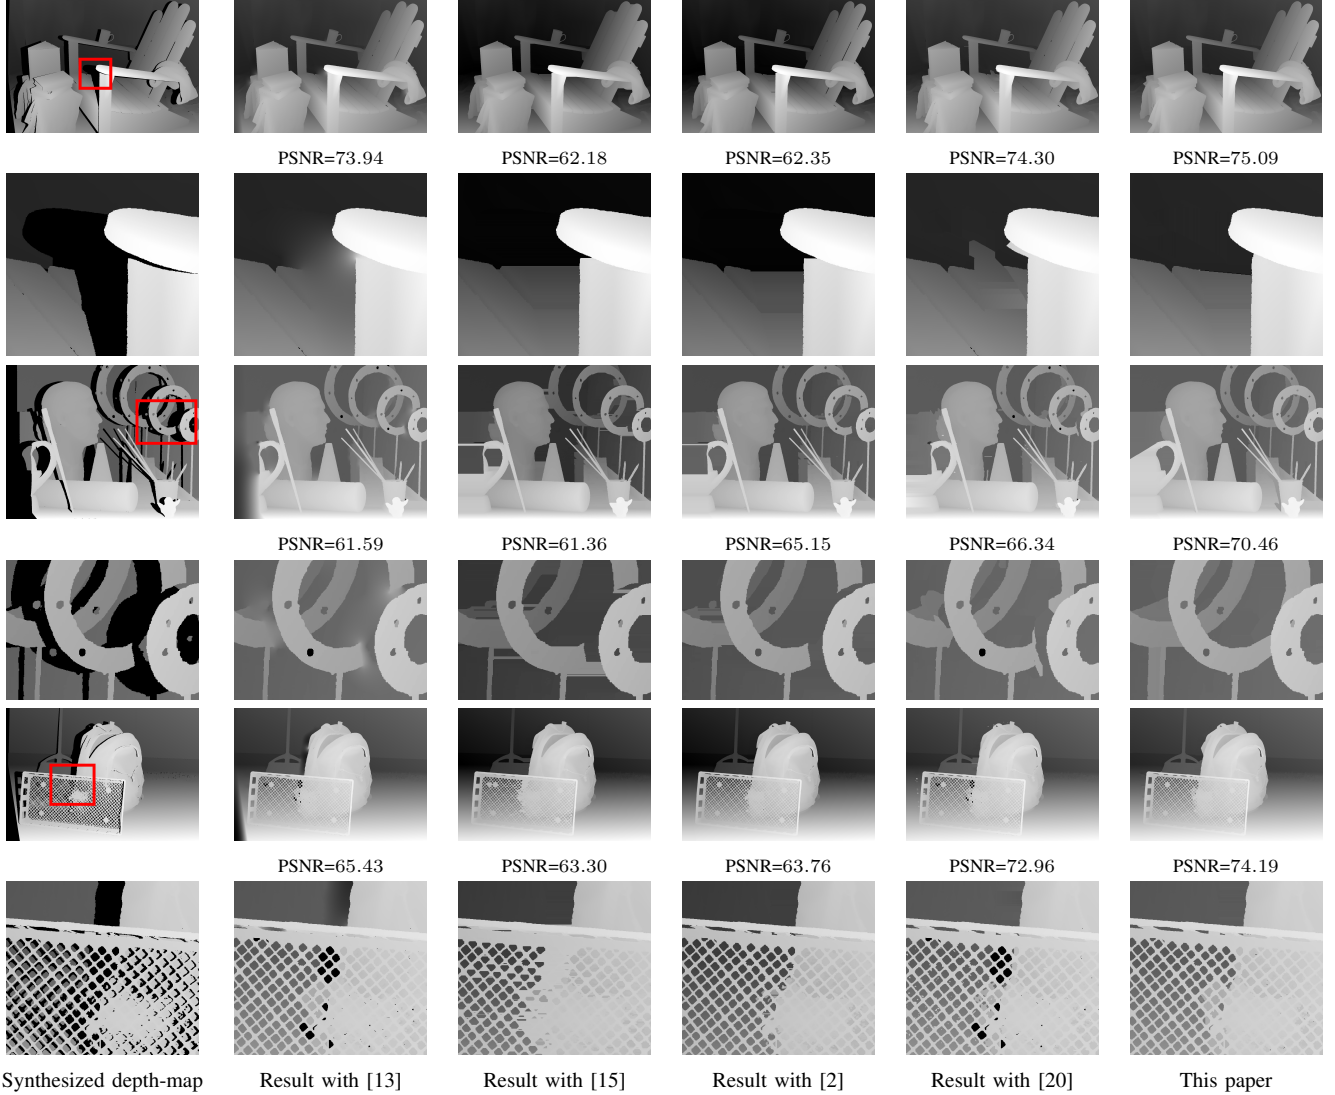 PSNR=73.94 PSNR=62.18 PSNR=62.35 PSNR=74.30 PSNR=75.09
PSNR=61.59 PSNR=61.36 PSNR=65.15 PSNR=66.34 PSNR=70.46
PSNR=65.43 PSNR=63.30 PSNR=63.76 PSNR=72.96 PSNR=74.19
Synthesized depth-map Result with [13] Result with [15] Result with [2] Result with [20] This paper